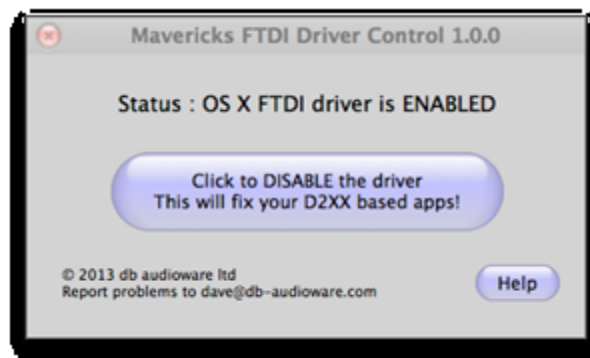 Mavericks FTDI Driver Control 1.0.0
Status : OS X FTDI driver is ENABLED
Click to DISABLE the driver
This will fix your D2XX based apps!
© 2013 db audioware ltd
Report problems to dave@db-audioware.com
Help